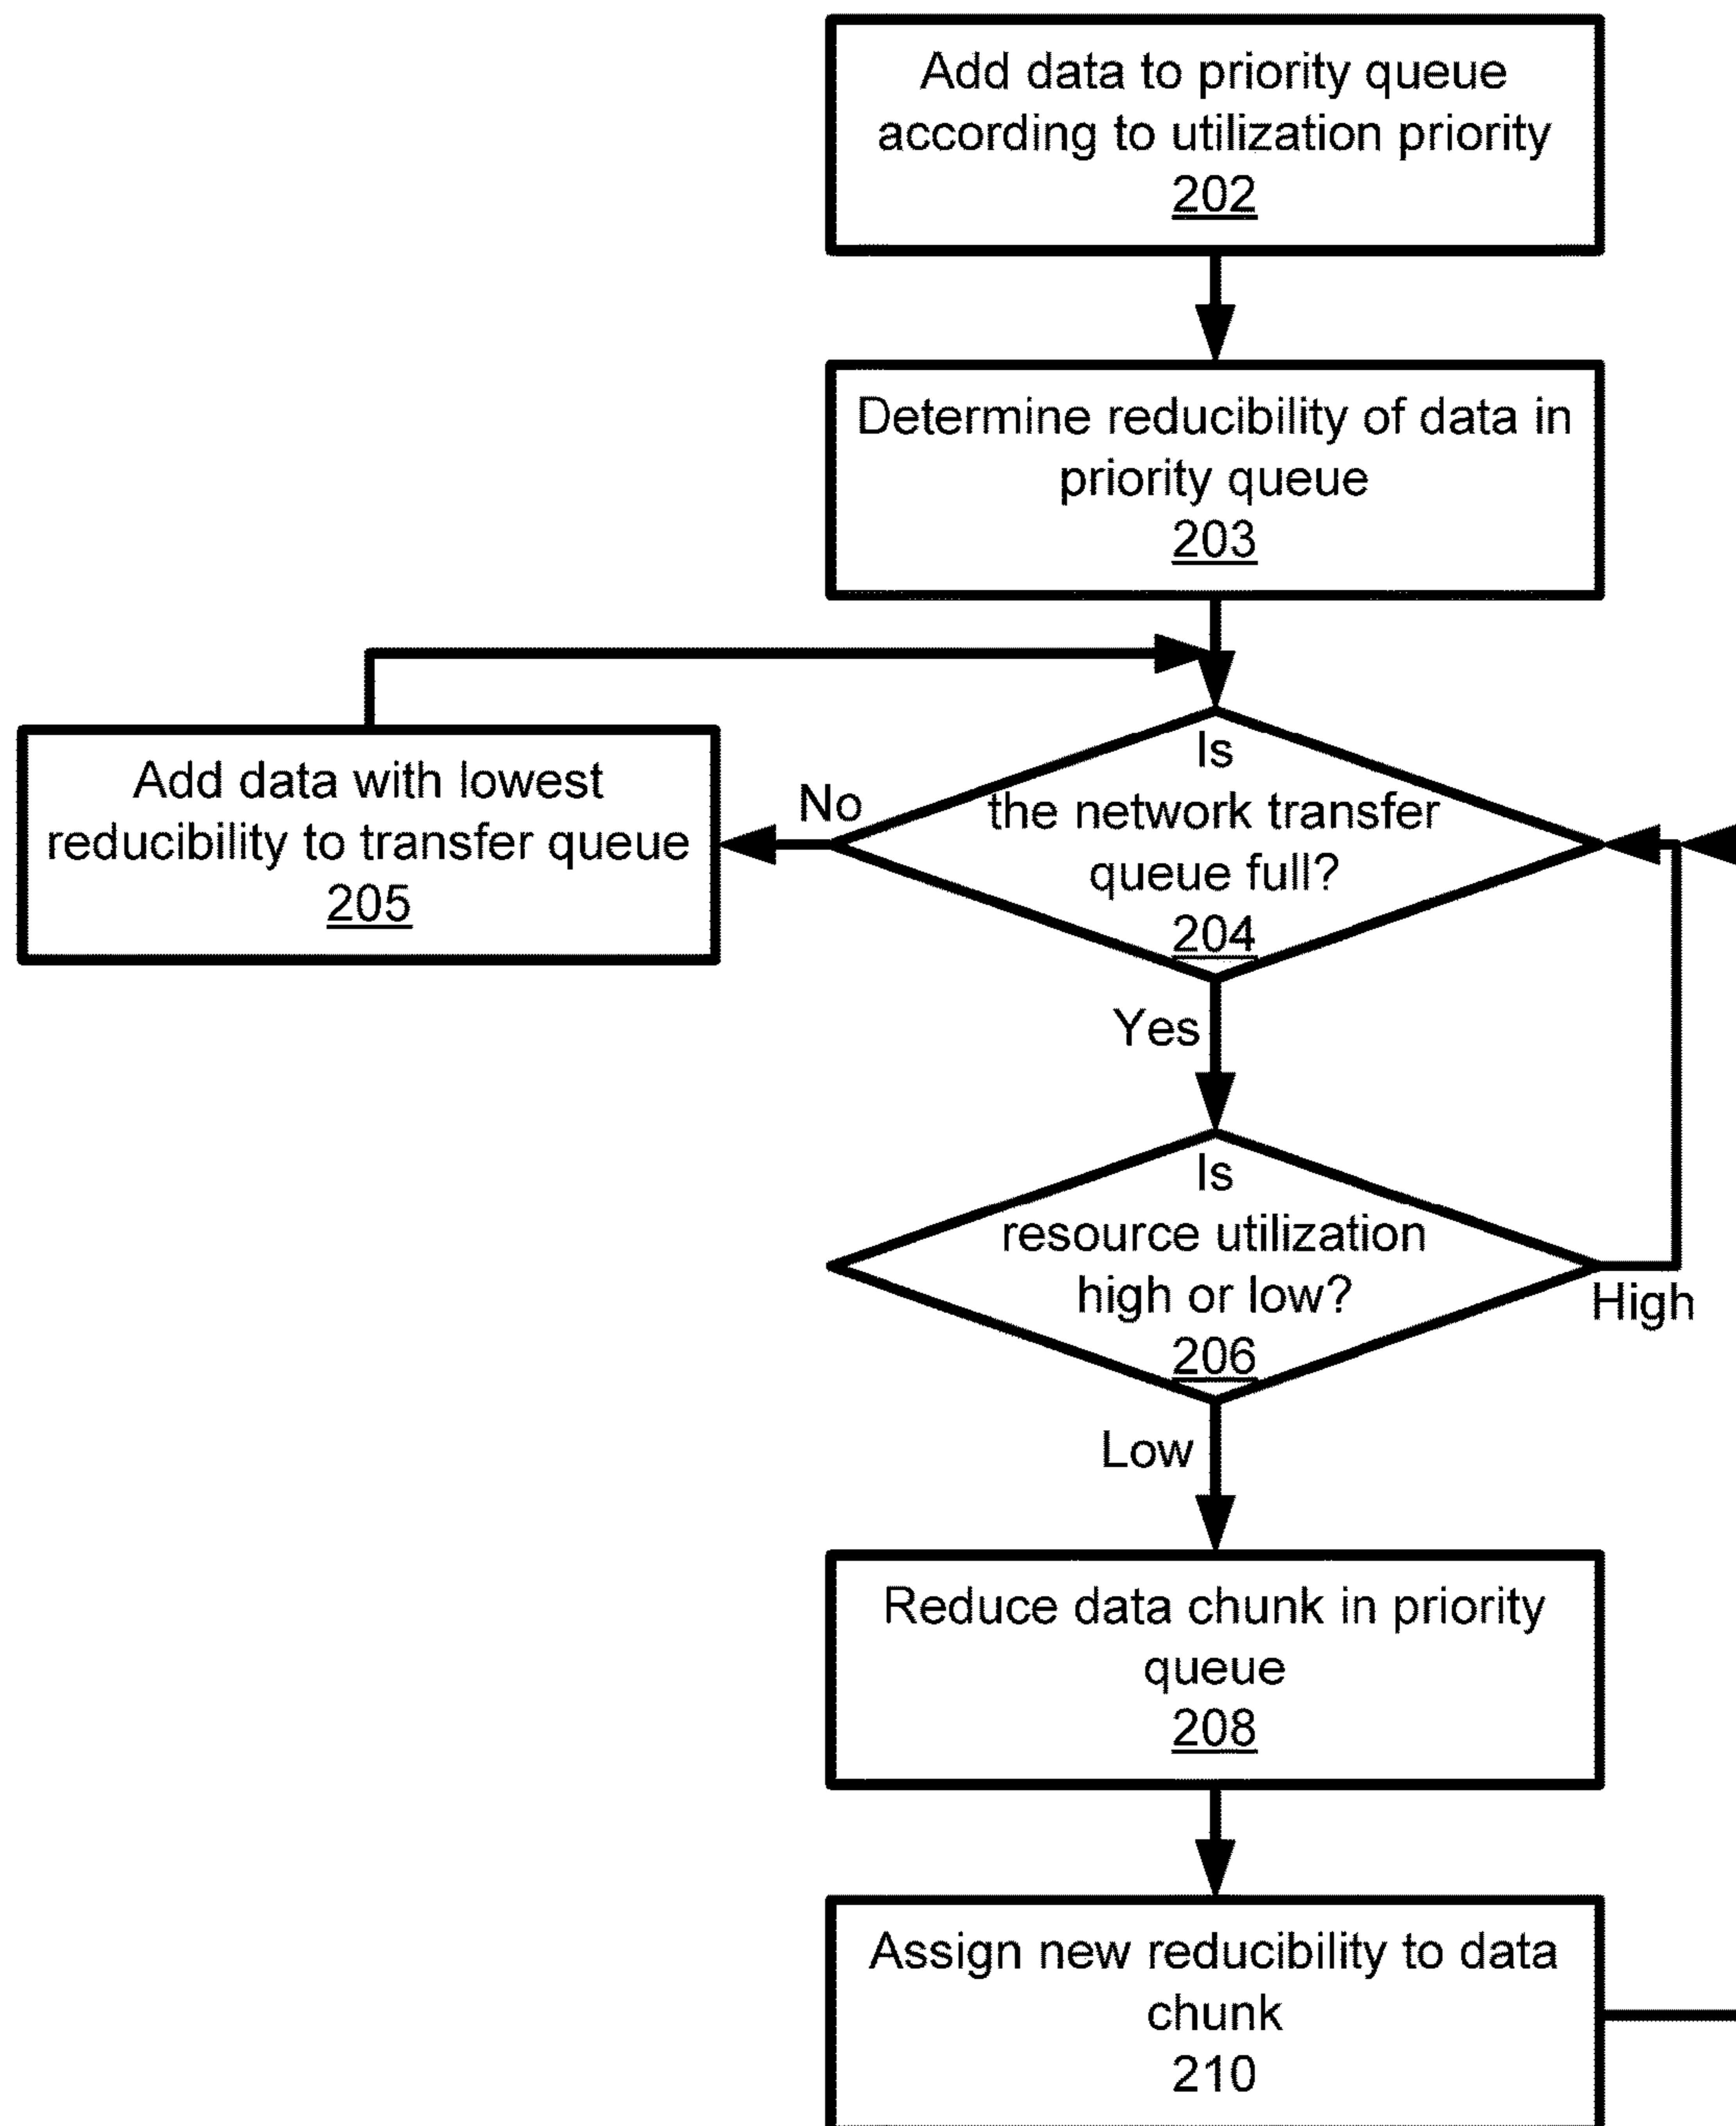 Add data to priority queue
according to utilization priority
202
Determine reducibility of data in
priority queue
203
Is
the network transfer
queue full?
204
No
Add data with lowest
reducibility to transfer queue
205
Yes
Is
resource utilization
high or low?
206
High
Low
Reduce data chunk in priority
queue
208
Assign new reducibility to data
chunk
210